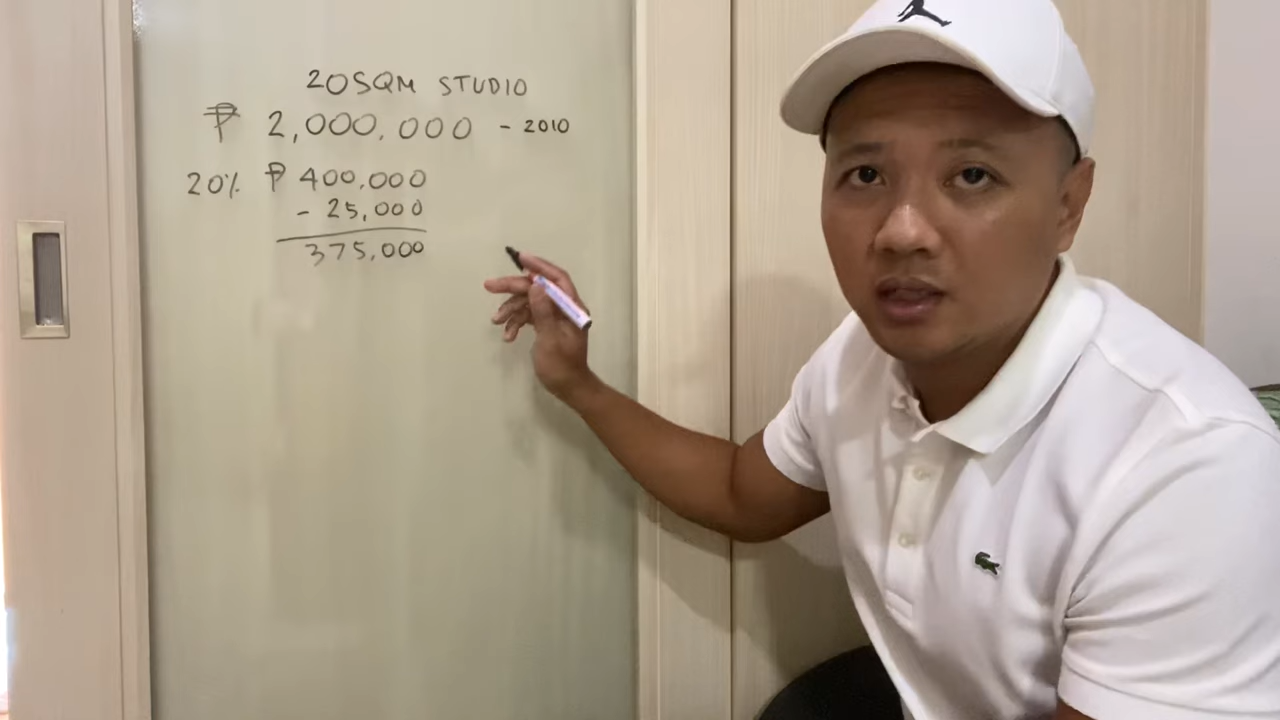 20SQM STUDIO
₱ 2,000,000 - 2010
20% ₱ 400,000
- 25,000
375,000